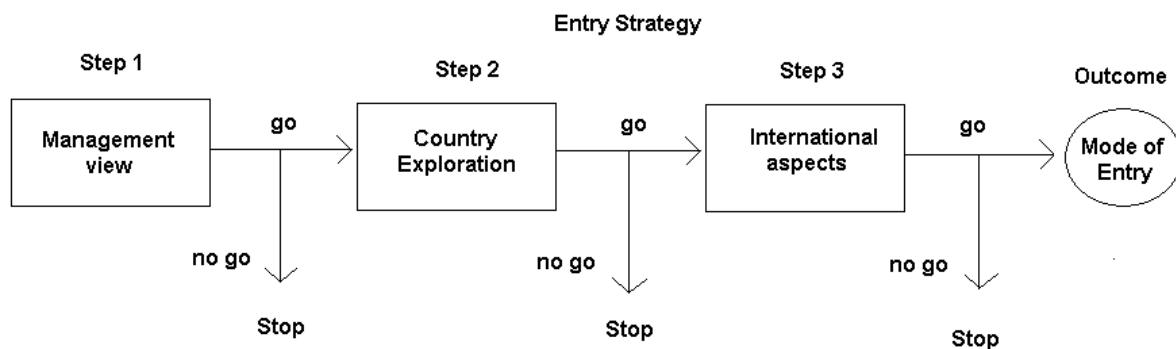 Entry Strategy
Step 1
Step 2
Step 3
Outcome
Management
view
go
Country
Exploration
go
International
aspects
go
Mode of
Entry
no go
no go
no go
Stop
Stop
Stop